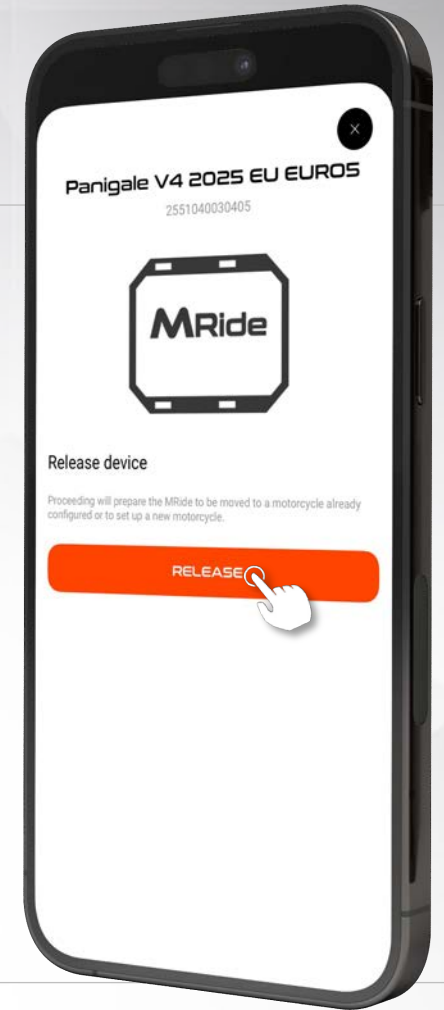 Panigale V4 2025 EU EURO5
2551040030405
MRide
Release device
Proceeding will prepare the MRide to be moved to a motorcycle already
configured or to set up a new motorcycle.
RELEASE